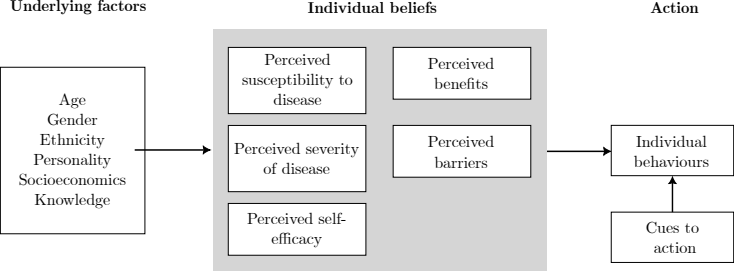 Underlying factors
Individual beliefs
Action
Age
Gender
Ethnicity
Personality
Socioeconomics
Knowledge
Perceived
susceptibility to
disease
Perceived severity
of disease
Perceived self-
efficacy
Perceived
benefits
Perceived
barriers
Individual
behaviours
Cues to
action